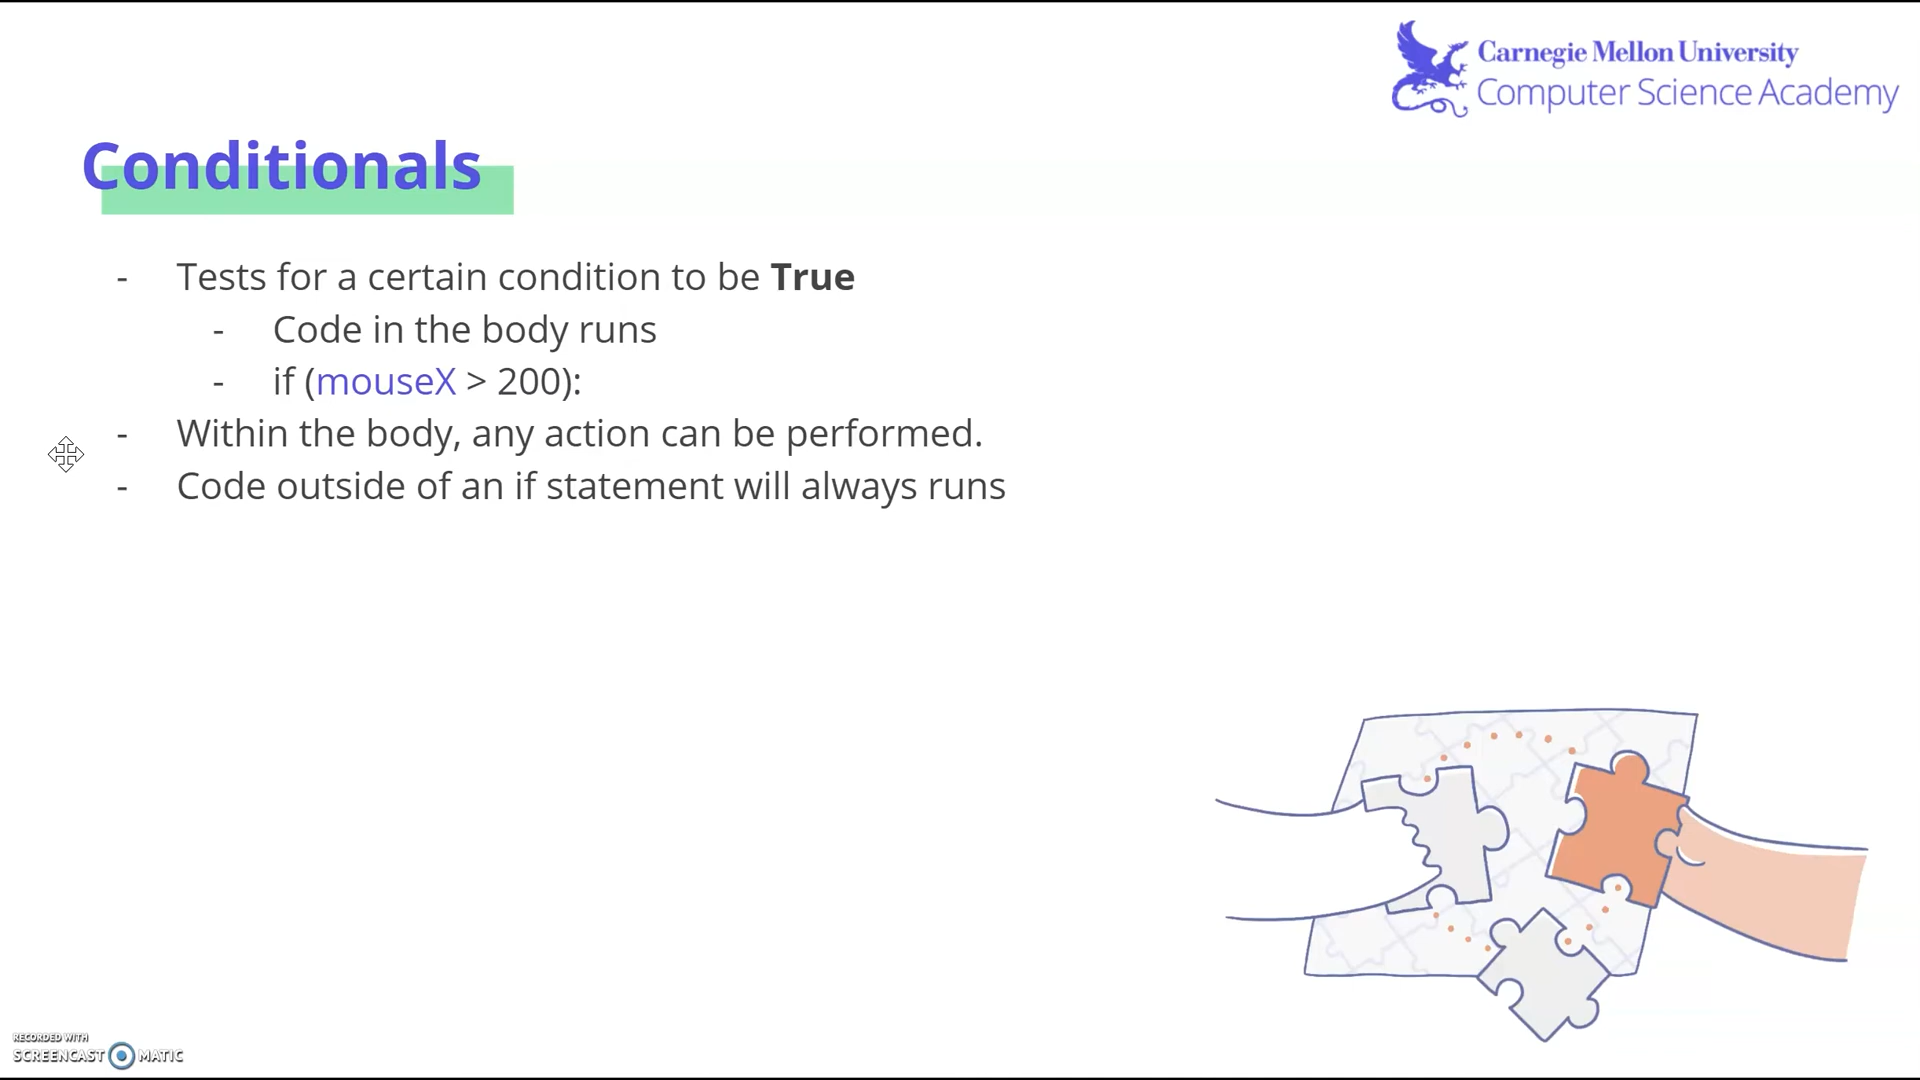 Carnegie Mellon University
Computer Science Academy
Conditionals
- Tests for a certain condition to be True
- Code in the body runs
- if (mouseX > 200):
- Within the body, any action can be performed.
- Code outside of an if statement will always runs
RECORDED WITH
SCREENCAST MATIC